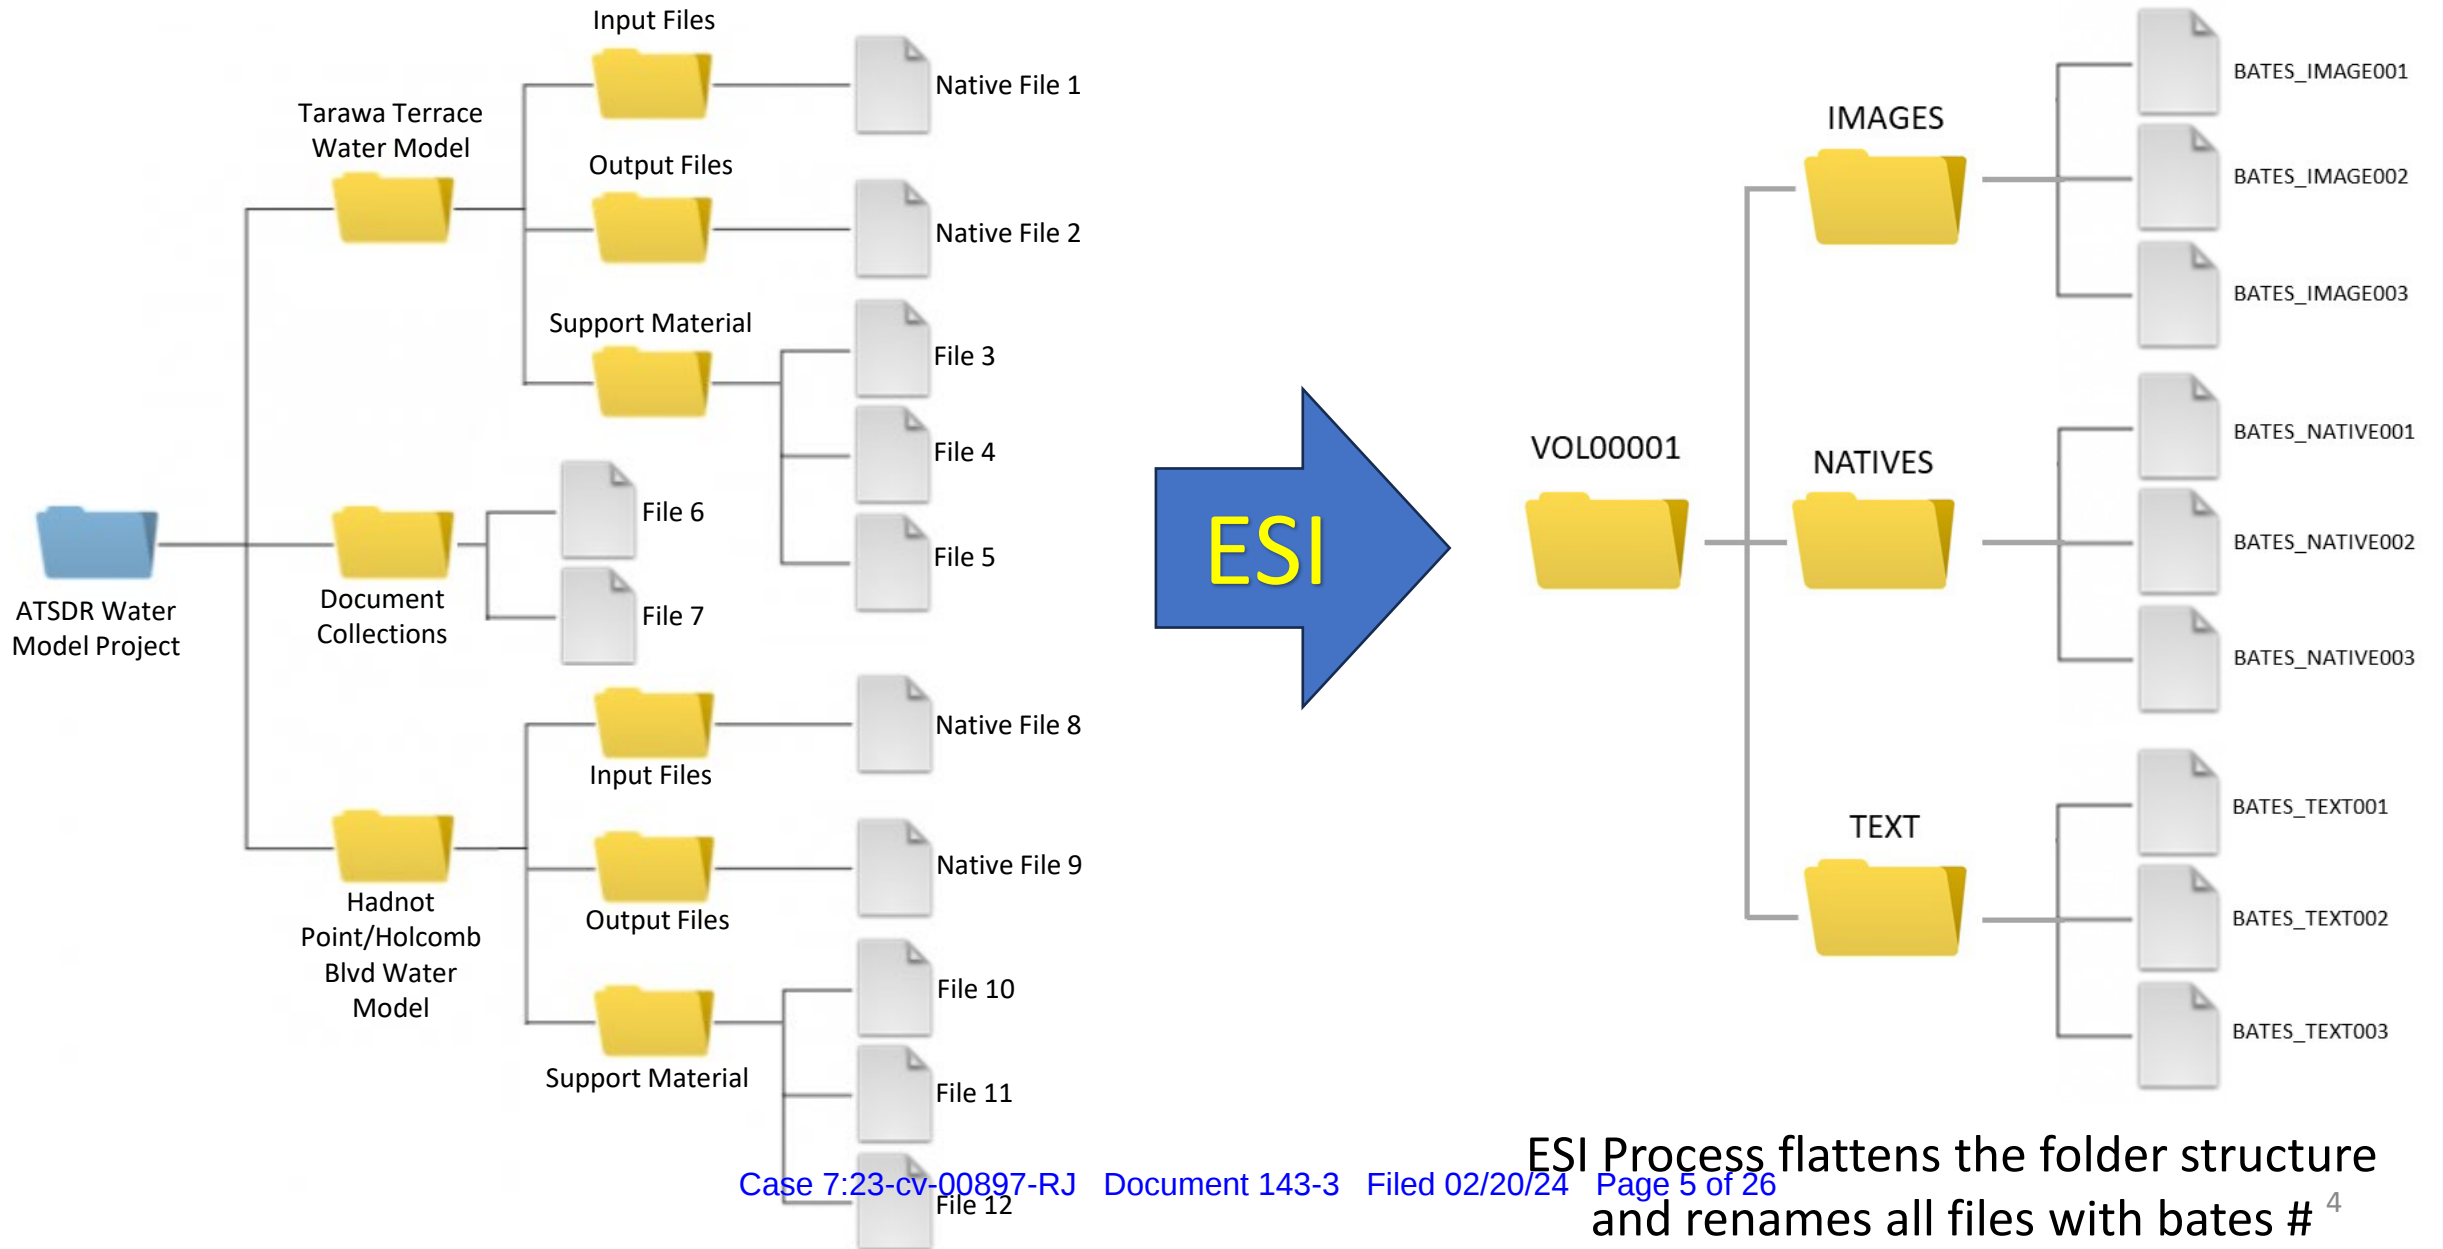 Input Files
Native File 1
Tarawa Terrace
Water Model
Output Files
Native File 2
Support Material
File 3
File 4
File 5
File 6
File 7
ATSDR Water
Model Project
Document
Collections
Native File 8
Input Files
Native File 9
Output Files
Hadnot
Point/Holcomb
Blvd Water
Model
File 10
Support Material
File 11
File 12
ESI
VOL00001
IMAGES
BATES_IMAGE001
BATES_IMAGE002
BATES_IMAGE003
NATIVES
BATES_NATIVE001
BATES_NATIVE002
BATES_NATIVE003
TEXT
BATES_TEXT001
BATES_TEXT002
BATES_TEXT003
ESI Process flattens the folder structure
and renames all files with bates #
Case 7:23-cv-00897-RJ Document 143-3 Filed 02/20/24 Page 5 of 26
4